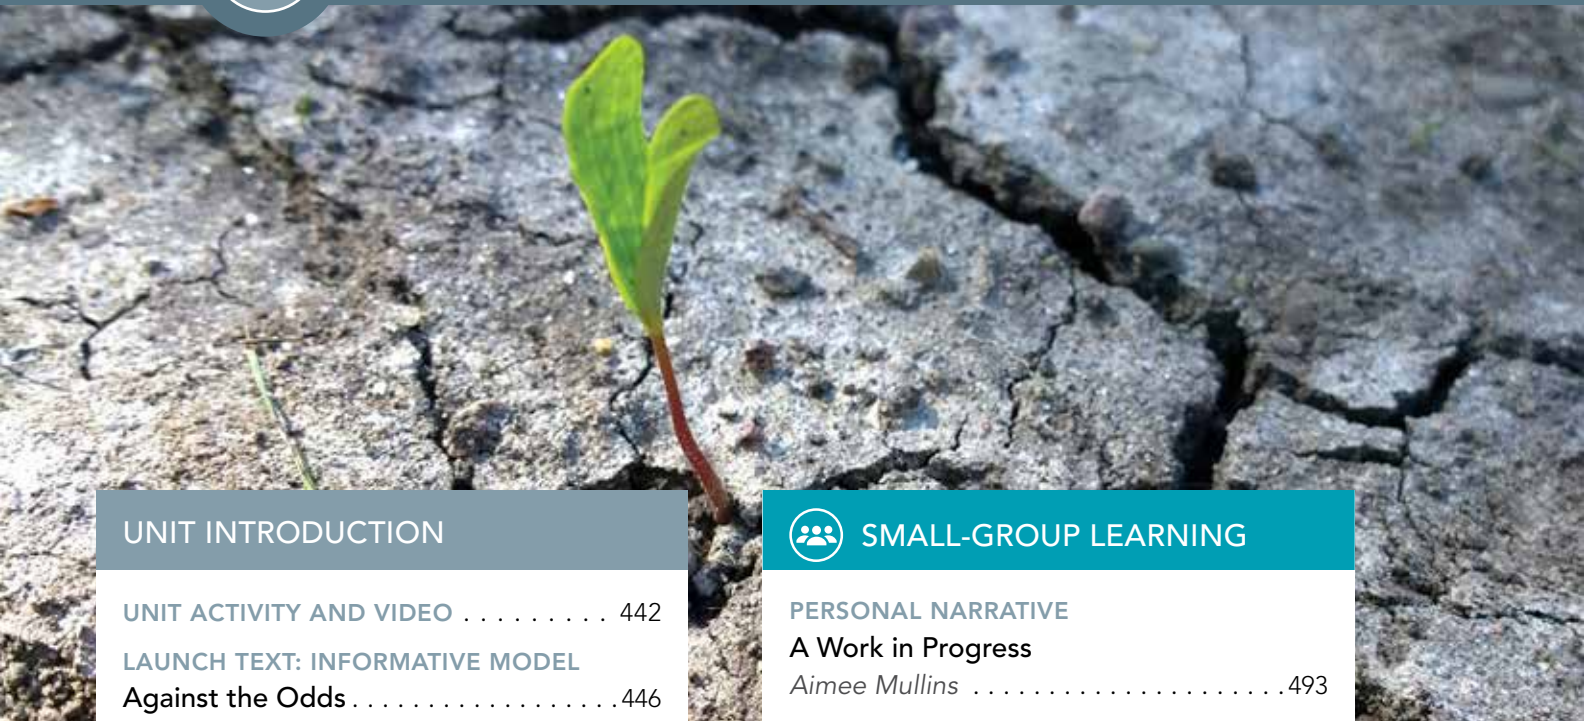 UNIT INTRODUCTION
UNIT ACTIVITY AND VIDEO . . . . . . . . . 442
LAUNCH TEXT: INFORMATIVE MODEL
Against the Odds . . . . . . . . . . . . . . . . . . 446
SMALL-GROUP LEARNING
PERSONAL NARRATIVE
A Work in Progress
Aimee Mullins . . . . . . . . . . . . . . . . . . . . . . 493